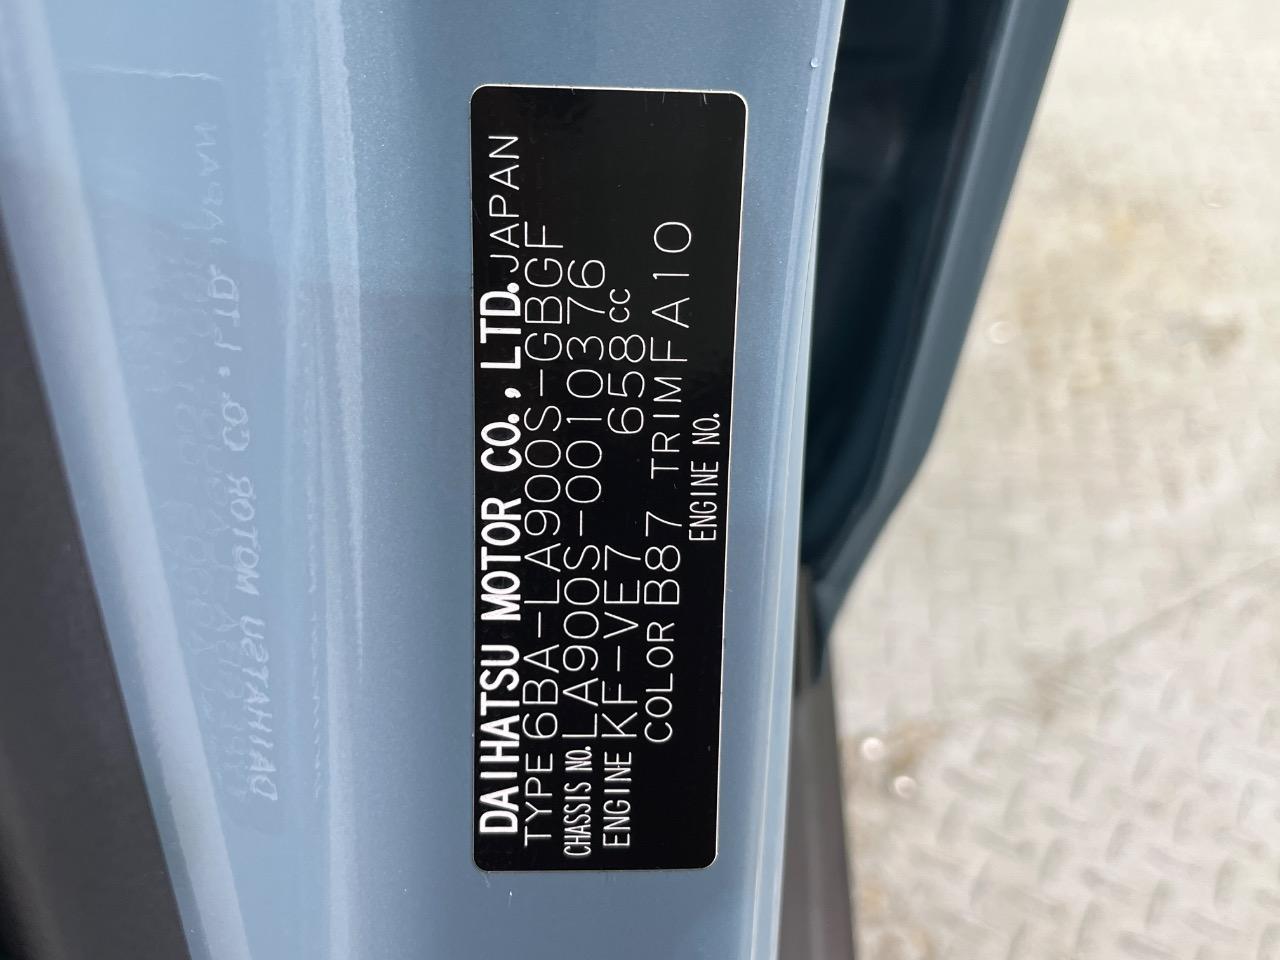 DAIHATSU MOTOR CO., LTD. JAPAN
TYPE 6BA-LA900S-GBGF
CHASSIS NO. LA900S-0010376
ENGINE KF-VE7 658cc
COLOR B87 TRIM FA10
ENGINE NO.